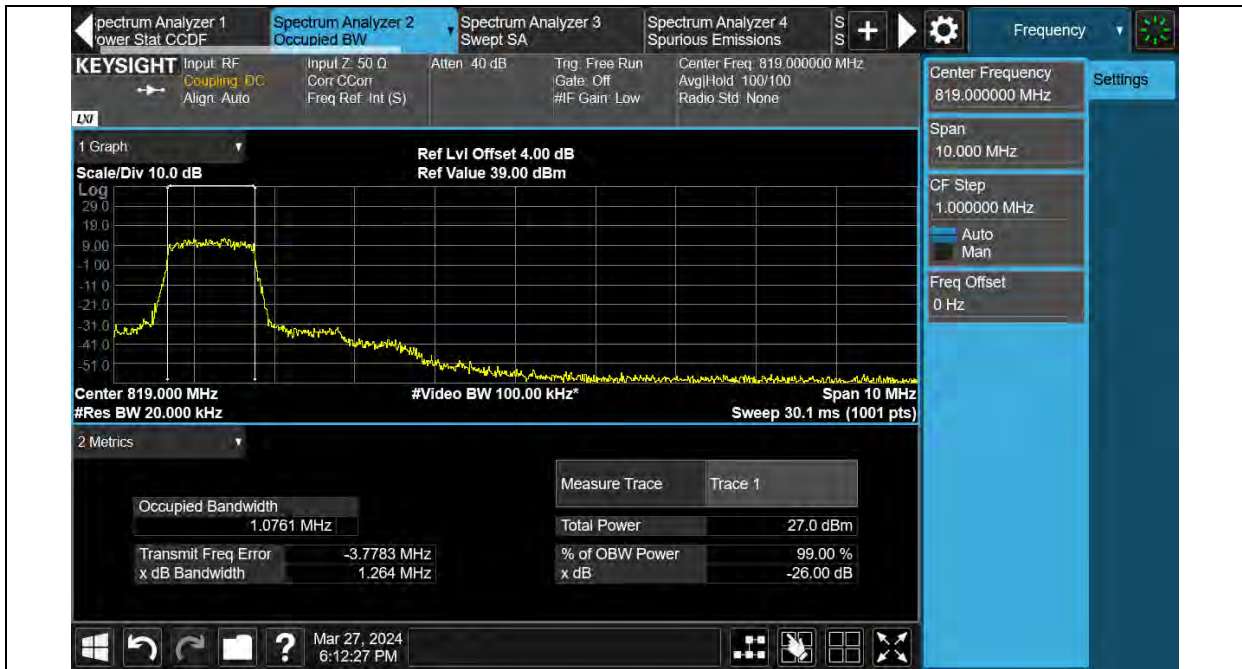 pectrum Analyzer 1
ower Stat CCDF
Spectrum Analyzer 2
Occupied BW
Spectrum Analyzer 3
Swept SA
Spectrum Analyzer 4
Spurious Emissions
S
S
Frequency
KEYSIGHT
LXI
Input: RF
Coupling: DC
Align: Auto
Input Z: 50 Ω
Corr CCorr
Freq Ref: Int (S)
Atten: 40 dB
Trig: Free Run
Gate: Off
#IF Gain: Low
Center Freq: 819.000000 MHz
Avg|Hold: 100/100
Radio Std: None
Center Frequency
819.000000 MHz
Settings
Span
10.000 MHz
CF Step
1.000000 MHz
Auto
Man
Freq Offset
0 Hz
1 Graph
Scale/Div 10.0 dB
Ref Lvl Offset 4.00 dB
Ref Value 39.00 dBm
Log
29.0
19.0
9.00
-1.00
-11.0
-21.0
-31.0
-41.0
-51.0
Center 819.000 MHz
#Res BW 20.000 kHz
#Video BW 100.00 kHz*
Span 10 MHz
Sweep 30.1 ms (1001 pts)
2 Metrics
Measure Trace Trace 1
Occupied Bandwidth
1.0761 MHz
Total Power 27.0 dBm
Transmit Freq Error -3.7783 MHz
% of OBW Power 99.00 %
x dB Bandwidth 1.264 MHz
x dB -26.00 dB
?
Mar 27, 2024
6:12:27 PM